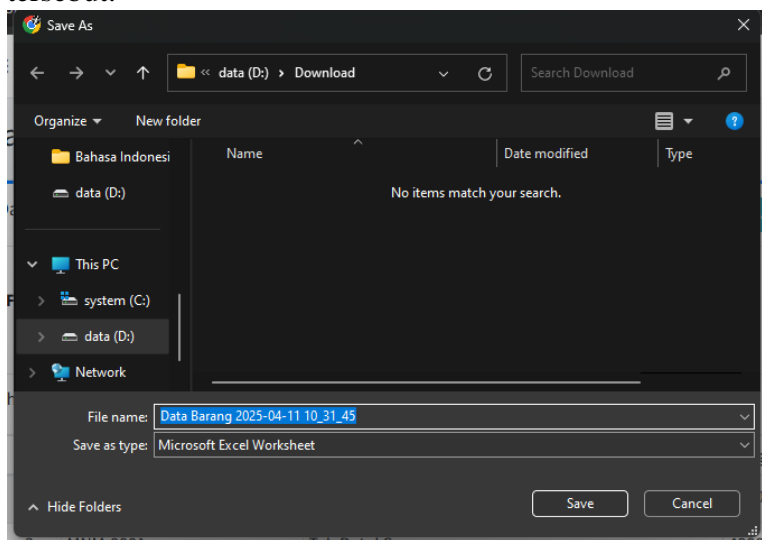 tersebut.
Save As
« data (D:) › Download
Search Download
Organize
New folder
Bahasa Indonesi
data (D:)
This PC
system (C:)
data (D:)
Network
Name
Date modified
Type
No items match your search.
File name: Data Barang 2025-04-11 10_31_45
Save as type: Microsoft Excel Worksheet
Hide Folders
Save
Cancel